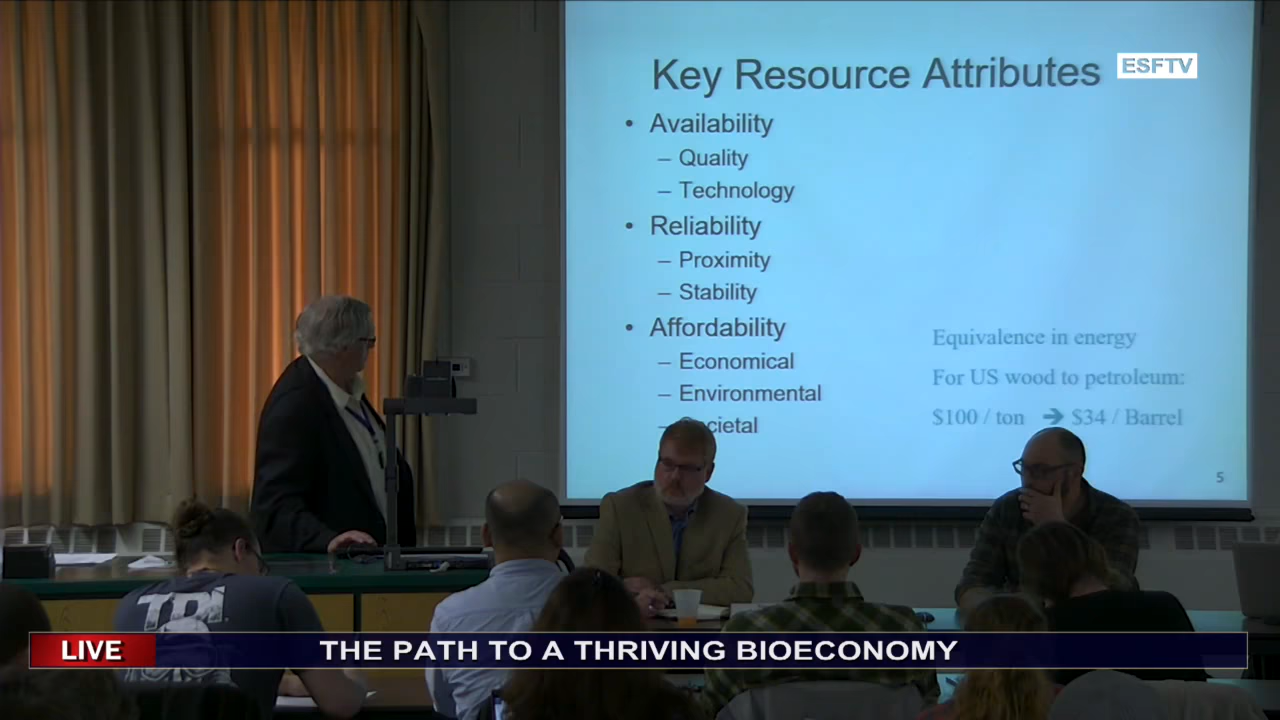 Key Resource Attributes
ESFTV
• Availability
– Quality
– Technology
• Reliability
– Proximity
– Stability
• Affordability
– Economical
– Environmental
Equivalence in energy
For US wood to petroleum:
$100 / ton ➔ $34 / Barrel
5
LIVE
THE PATH TO A THRIVING BIOECONOMY